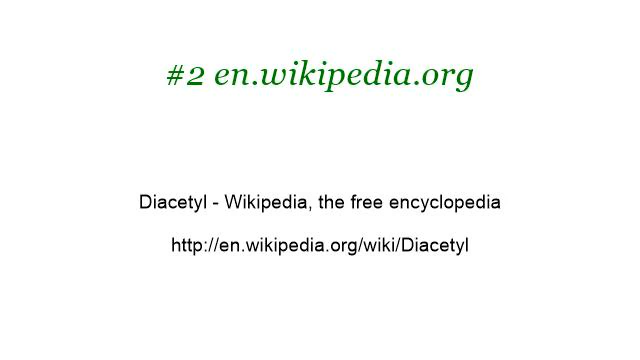 #2 en.wikipedia.org
Diacetyl - Wikipedia, the free encyclopedia
http://en.wikipedia.org/wiki/Diacetyl